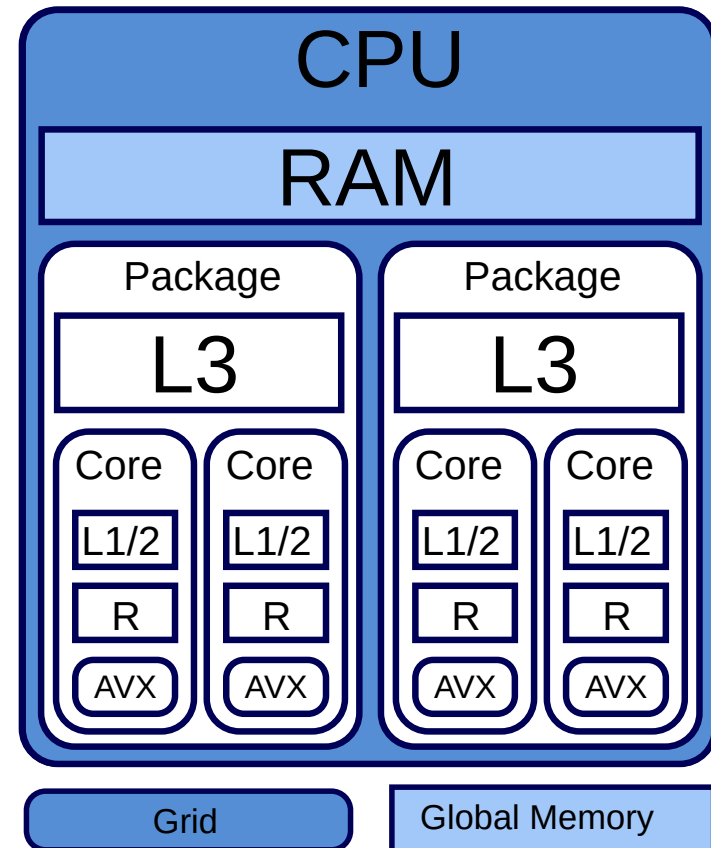 CPU
RAM
Package Package
L3 L3
Core Core Core Core
L1/2 L1/2 L1/2 L1/2
R R R R
AVX AVX AVX AVX
Grid Global Memory